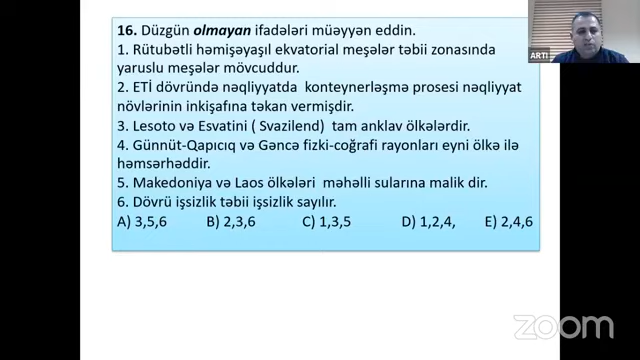 ARTI
16. Düzgün olmayan ifadələri müəyyən eddin.
1. Rütubətli həmişəyaşıl ekvatorial meşələr təbii zonasında
yaruslu meşələr mövcuddur.
2. ETİ dövründə nəqliyyatda konteynerləşmə prosesi nəqliyyat
növlərinin inkişafına təkan vermişdir.
3. Lesoto və Esvatini ( Svazilend) tam anklav ölkələrdir.
4. Günnüt-Qapıcıq və Gəncə fizki-coğrafi rayonları eyni ölkə ilə
həmsərhəddir.
5. Makedoniya və Laos ölkələri məhəlli sularına malik dir.
6. Dövrü işsizlik təbii işsizlik sayılır.
A) 3,5,6 B) 2,3,6 C) 1,3,5 D) 1,2,4, E) 2,4,6
zoom